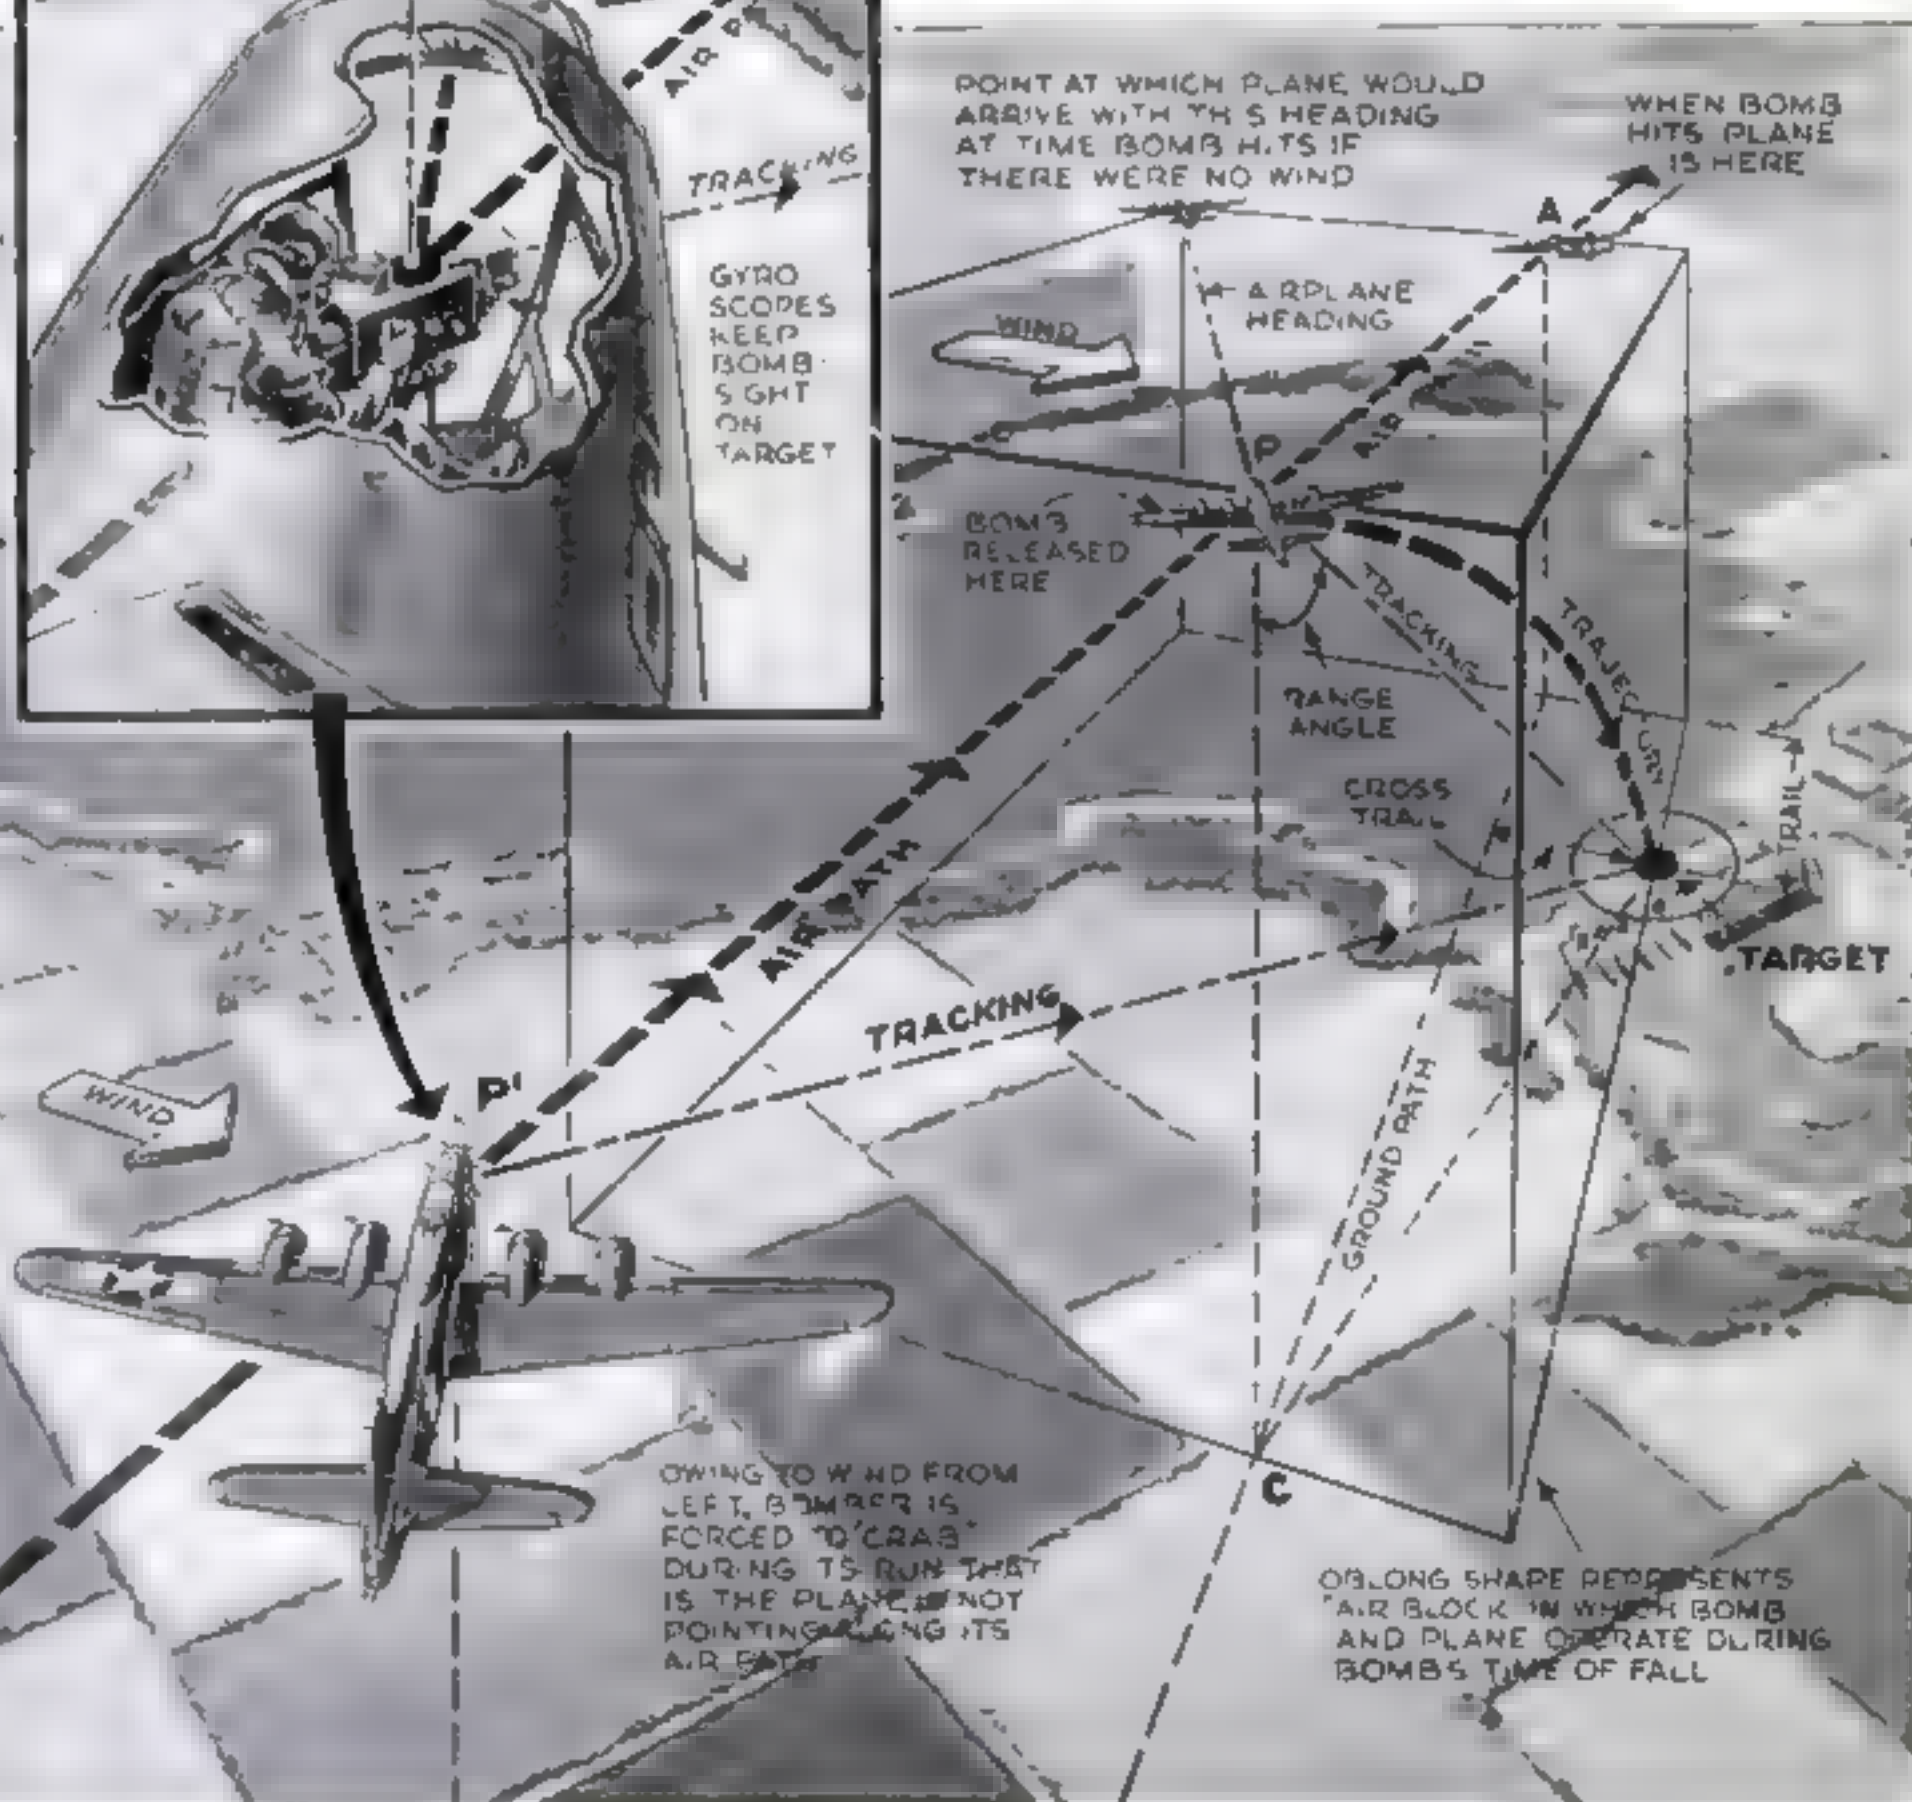 AIR P
TRACKING
GYRO
SCOPES
KEEP
BOMB-
SIGHT
ON
TARGET
POINT AT WHICH PLANE WOULD
ARRIVE WITH THIS HEADING
AT TIME BOMB HITS IF
THERE WERE NO WIND
WHEN BOMB
HITS PLANE
IS HERE
A
AIRPLANE
HEADING
WIND
P
AIR
BOMB
RELEASED
HERE
TRACKING
TRAJECTORY
RANGE
ANGLE
CROSS
TRAIL
TRAIL
TARGET
AIR PATH
TRACKING
GROUND PATH
WIND
P'
C
OWING TO WIND FROM
LEFT, BOMBER IS
FORCED TO "CRAB"
DURING ITS RUN THAT
IS THE PLANE IS NOT
POINTING ALONG ITS
AIR PATH
OBLONG SHAPE REPRESENTS
"AIR BLOCK" IN WHICH BOMB
AND PLANE OPERATE DURING
BOMBS TIME OF FALL